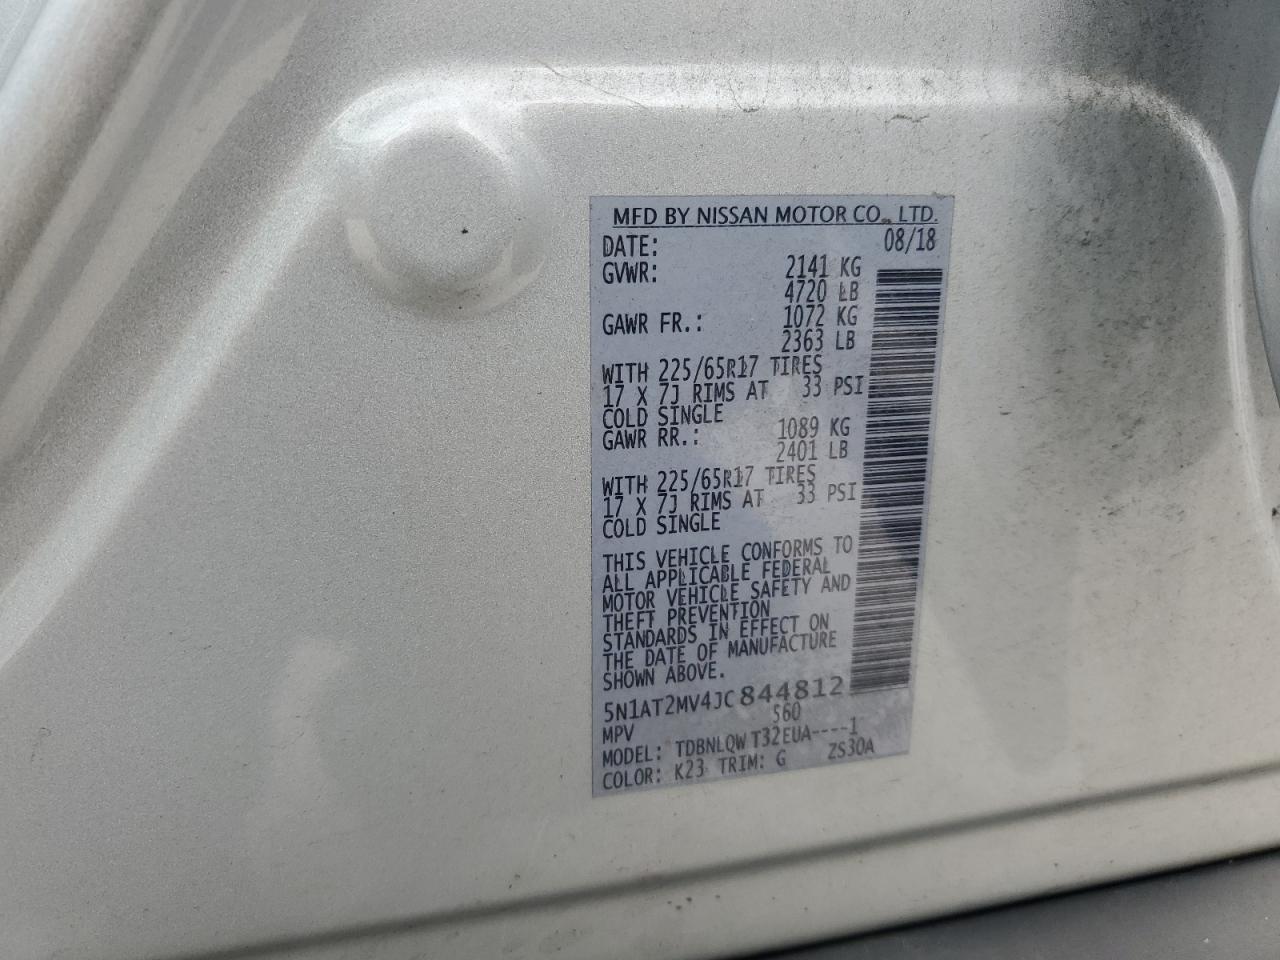 MFD BY NISSAN MOTOR CO., LTD.
DATE: 08/18
GVWR: 2141 KG
4720 LB
GAWR FR.: 1072 KG
2363 LB
WITH 225/65R17 TIRES
17 X 7J RIMS AT 33 PSI
COLD SINGLE
GAWR RR.: 1089 KG
2401 LB
WITH 225/65R17 TIRES
17 X 7J RIMS AT 33 PSI
COLD SINGLE
THIS VEHICLE CONFORMS TO
ALL APPLICABLE FEDERAL
MOTOR VEHICLE SAFETY AND
THEFT PREVENTION
STANDARDS IN EFFECT ON
THE DATE OF MANUFACTURE
SHOWN ABOVE.
5N1AT2MV4JC844812
MPV S60
MODEL: TDBNLQW T32EUA----1
COLOR: K23 TRIM: G ZS30A